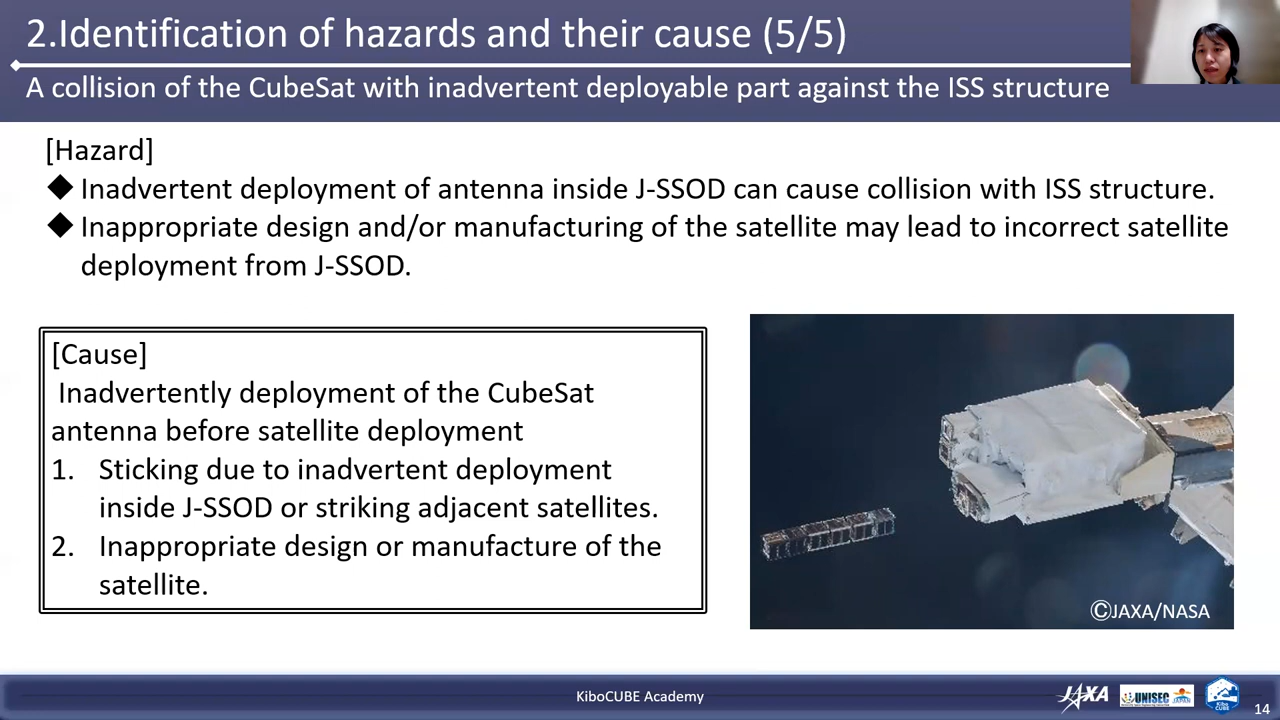 2.Identification of hazards and their cause (5/5)
A collision of the CubeSat with inadvertent deployable part against the ISS structure
[Hazard]
◆ Inadvertent deployment of antenna inside J-SSOD can cause collision with ISS structure.
◆ Inappropriate design and/or manufacturing of the satellite may lead to incorrect satellite
deployment from J-SSOD.
[Cause]
Inadvertently deployment of the CubeSat
antenna before satellite deployment
1. Sticking due to inadvertent deployment
inside J-SSOD or striking adjacent satellites.
2. Inappropriate design or manufacture of the
satellite.
ⒸJAXA/NASA
KiboCUBE Academy
JAXA
UNISEC
JAPAN
Kibo
CUBE
14